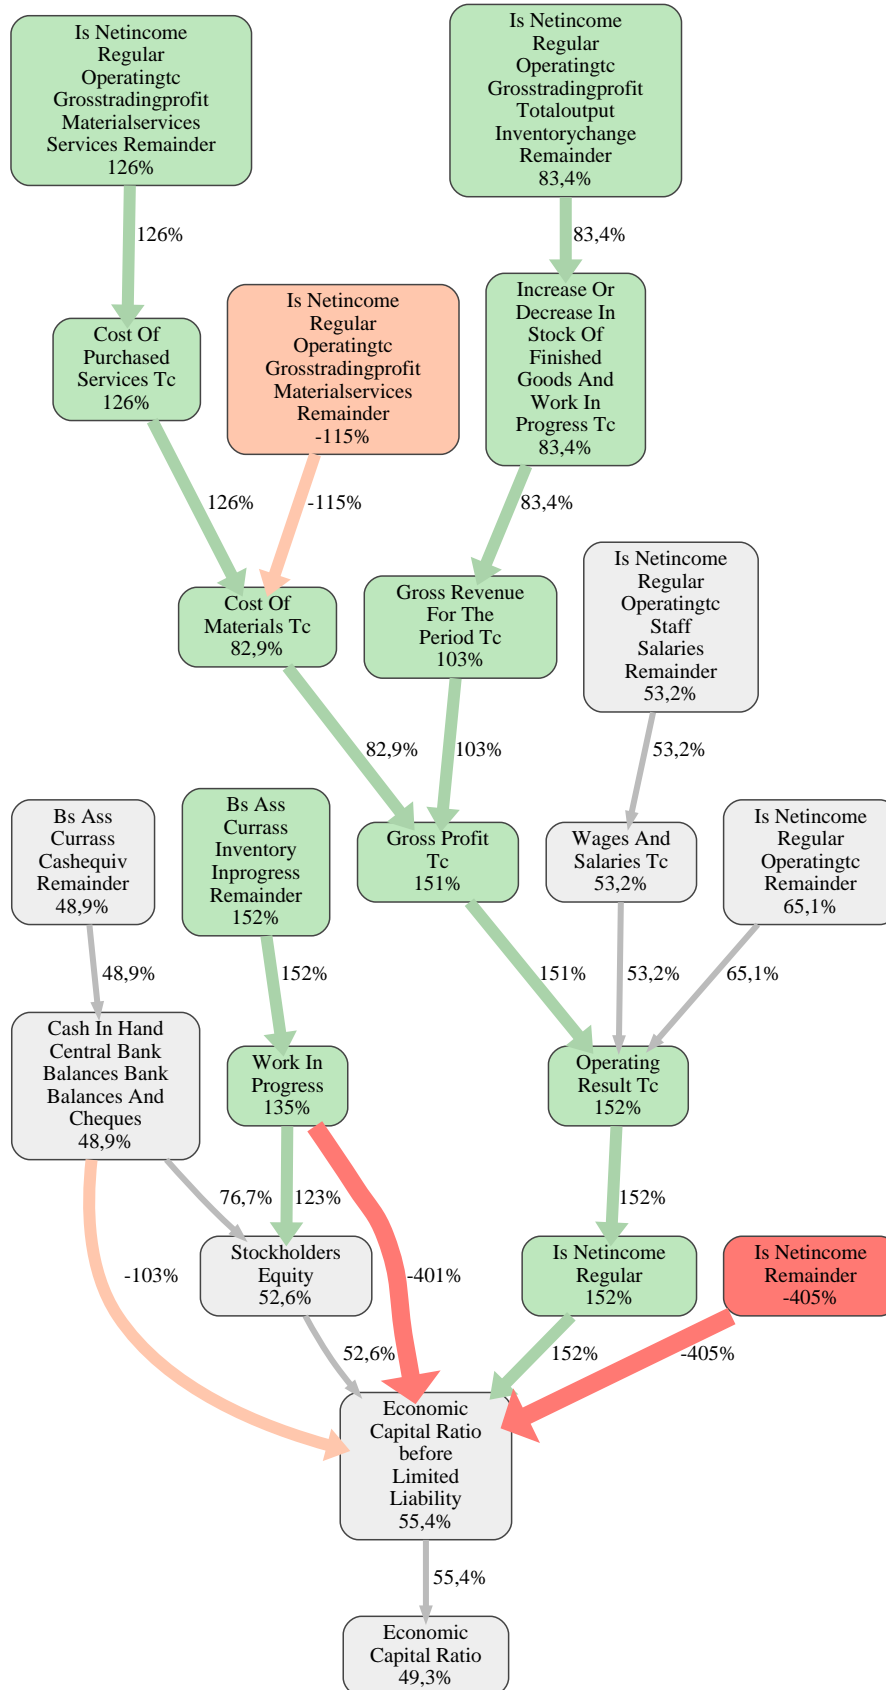 Is Netincome
Regular
Operatingtc
Grosstradingprofit
Materialservices
Services Remainder
126%
Is Netincome
Regular
Operatingtc
Grosstradingprofit
Totaloutput
Inventorychange
Remainder
83,4%
126%
83,4%
Cost Of
Purchased
Services Tc
126%
Is Netincome
Regular
Operatingtc
Grosstradingprofit
Materialservices
Remainder
-115%
Increase Or
Decrease In
Stock Of
Finished
Goods And
Work In
Progress Tc
83,4%
126%
-115%
83,4%
Cost Of
Materials Tc
82,9%
Gross Revenue
For The
Period Tc
103%
Is Netincome
Regular
Operatingtc
Staff
Salaries
Remainder
53,2%
82,9%
103%
53,2%
Bs Ass
Currass
Cashequiv
Remainder
48,9%
Bs Ass
Currass
Inventory
Inprogress
Remainder
152%
Gross Profit
Tc
151%
Wages And
Salaries Tc
53,2%
Is Netincome
Regular
Operatingtc
Remainder
65,1%
48,9%
152%
151%
53,2%
65,1%
Cash In Hand
Central Bank
Balances Bank
Balances And
Cheques
48,9%
Work In
Progress
135%
Operating
Result Tc
152%
76,7%
123%
152%
-103%
-401%
Stockholders
Equity
52,6%
Is Netincome
Regular
152%
Is Netincome
Remainder
-405%
52,6%
152%
-405%
Economic
Capital Ratio
before
Limited
Liability
55,4%
55,4%
Economic
Capital Ratio
49,3%